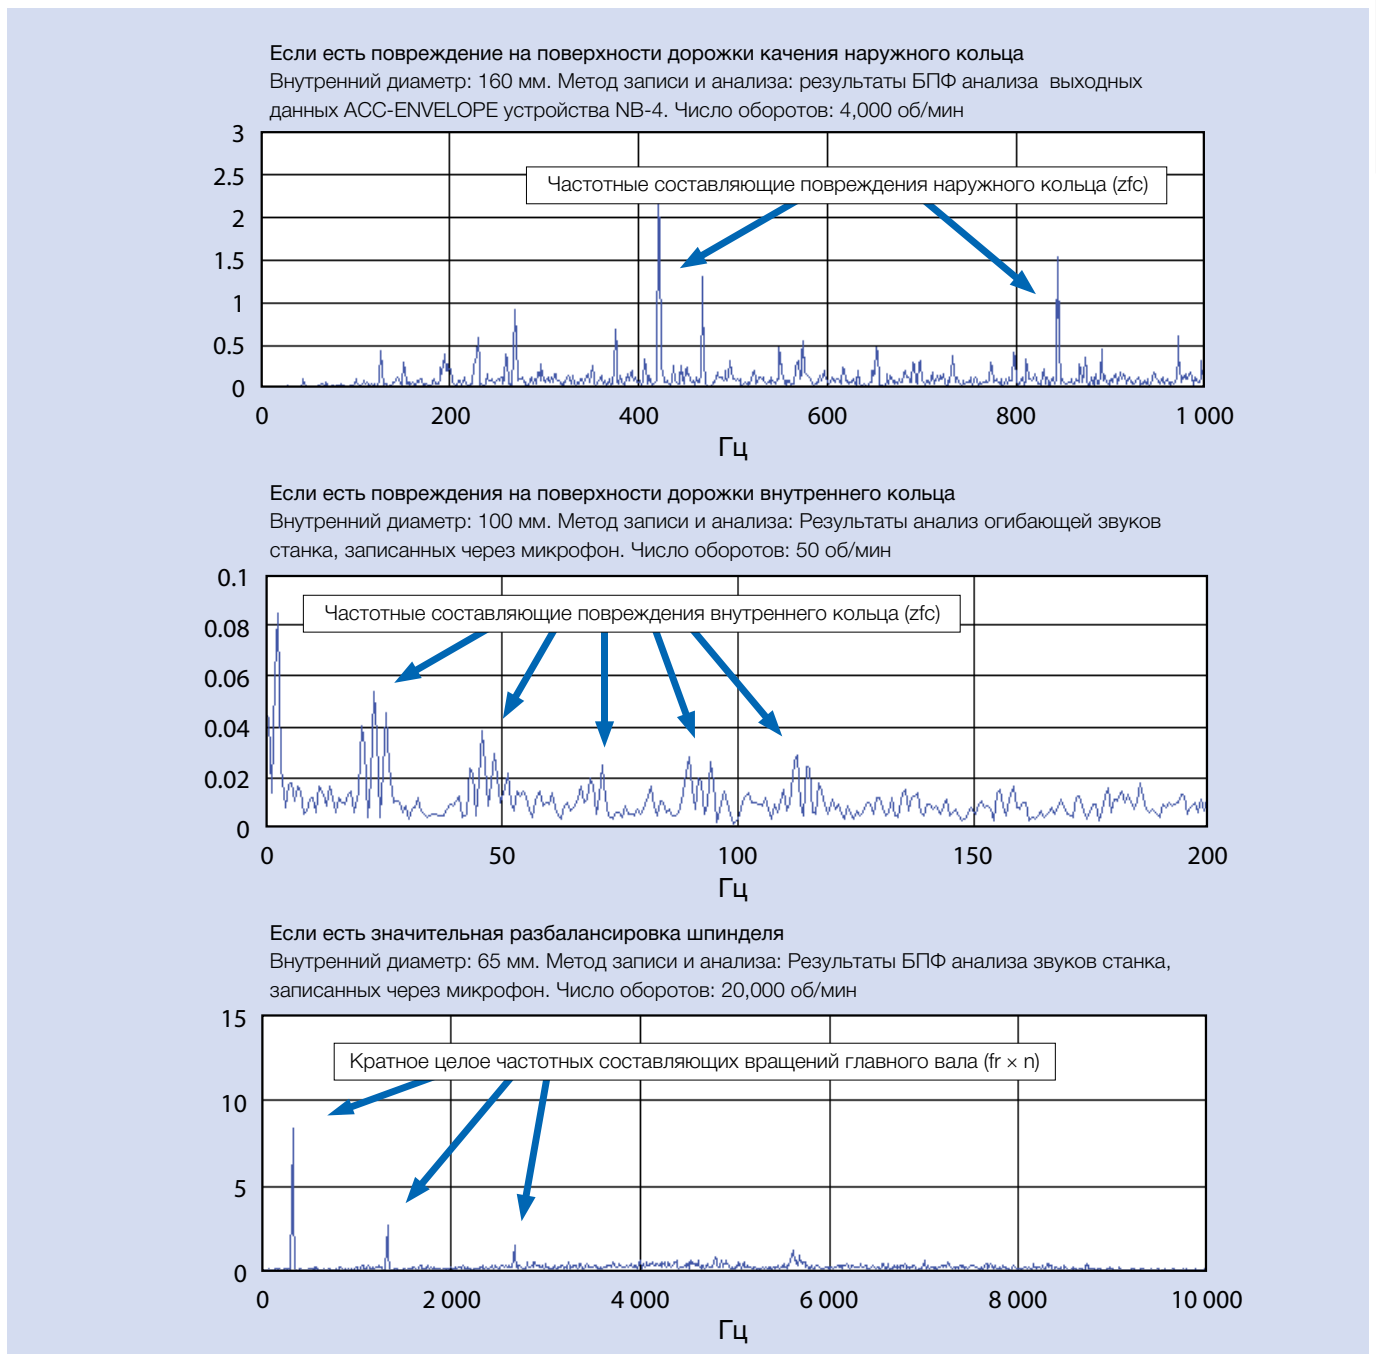 Если есть повреждение на поверхности дорожки качения наружного кольца
Внутренний диаметр: 160 мм. Метод записи и анализа: результаты БПФ анализа выходных
данных ACC-ENVELOPE устройства NB-4. Число оборотов: 4,000 об/мин
3
2.5
2
1.5
1
0.5
0
Частотные составляющие повреждения наружного кольца (zfc)
0 200 400 600 800 1 000
Гц
Если есть повреждения на поверхности дорожки внутреннего кольца
Внутренний диаметр: 100 мм. Метод записи и анализа: Результаты анализ огибающей звуков
станка, записанных через микрофон. Число оборотов: 50 об/мин
0.1
0.08
0.06
0.04
0.02
0
Частотные составляющие повреждения внутреннего кольца (zfc)
0 50 100 150 200
Гц
Если есть значительная разбалансировка шпинделя
Внутренний диаметр: 65 мм. Метод записи и анализа: Результаты БПФ анализа звуков станка,
записанных через микрофон. Число оборотов: 20,000 об/мин
15
10
5
0
Кратное целое частотных составляющих вращений главного вала (fr × n)
0 2 000 4 000 6 000 8 000 10 000
Гц